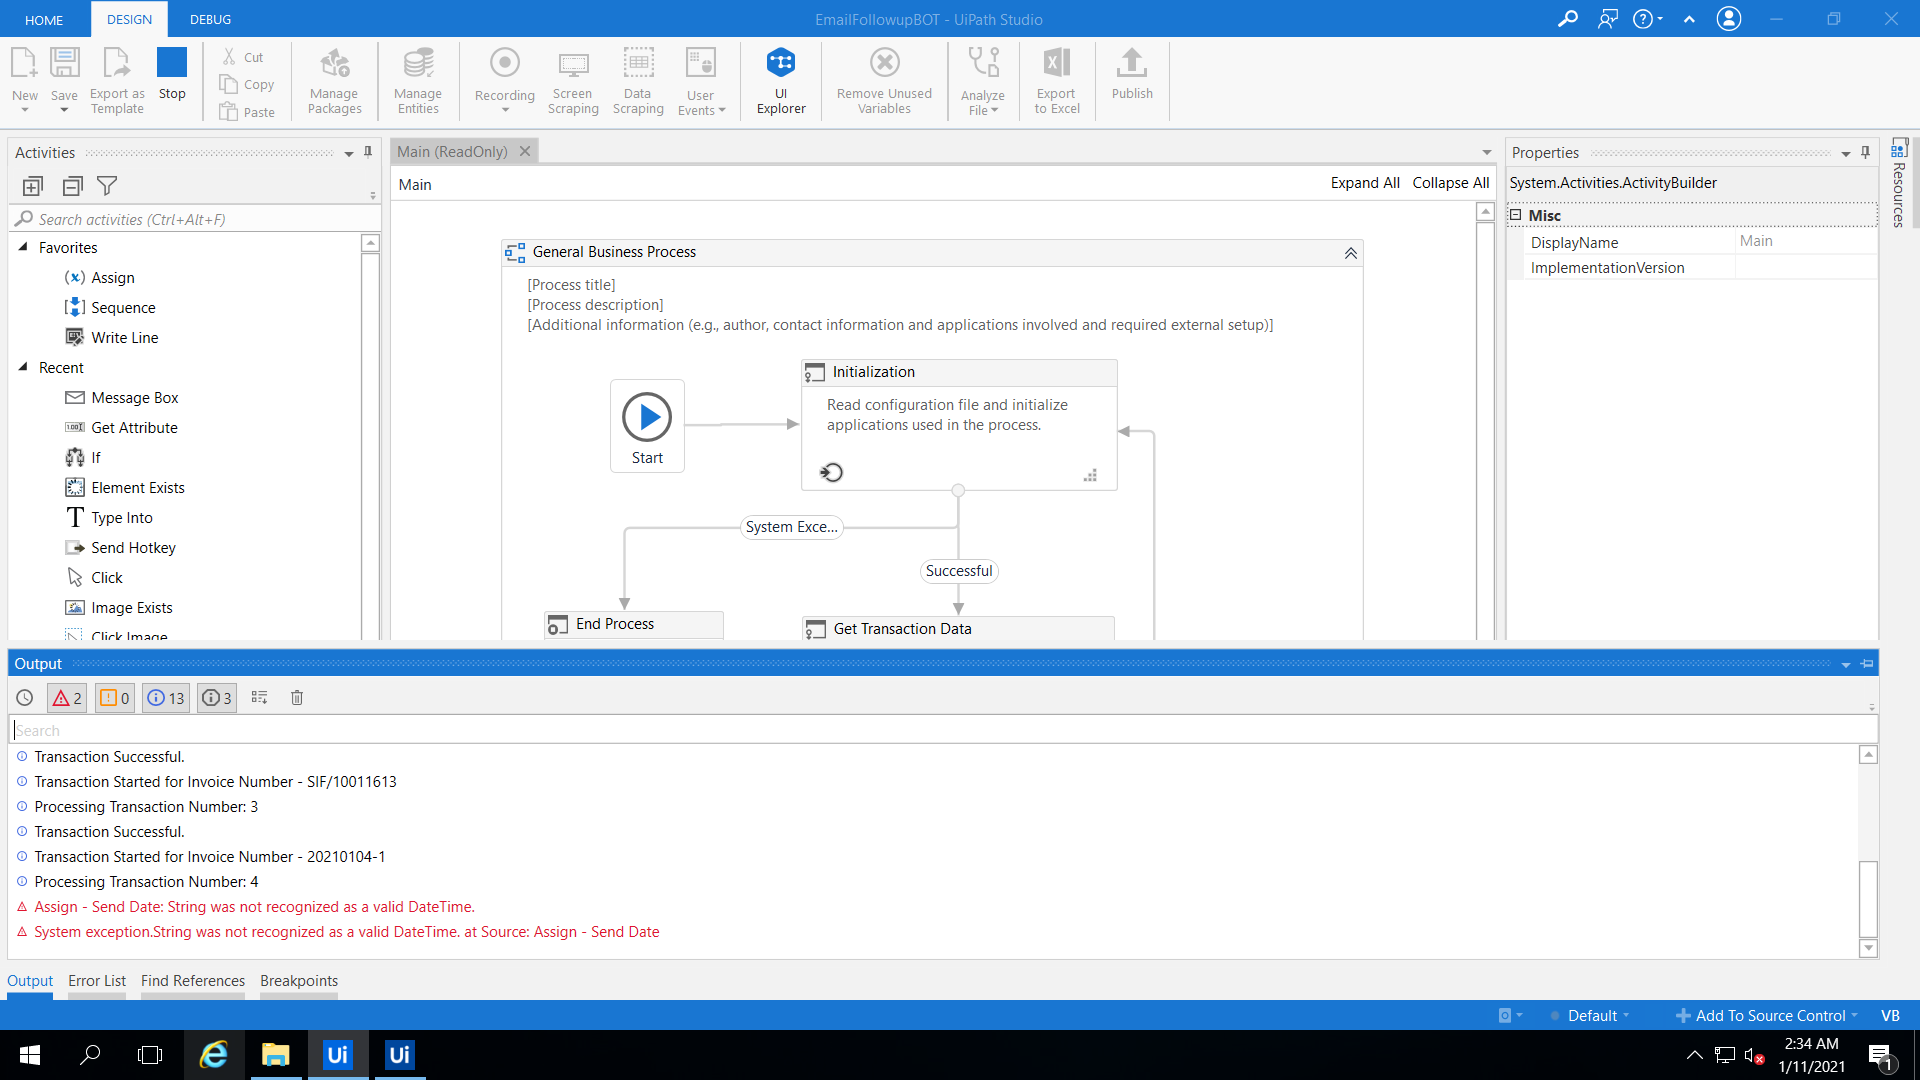 HOME
DESIGN
DEBUG
EmailFollowupBOT - UiPath Studio
New
Save
Export as
Template
Stop
Cut
Copy
Paste
Manage
Packages
Manage
Entities
Recording
Screen
Scraping
Data
Scraping
User
Events
UI
Explorer
Remove Unused
Variables
Analyze
File
Export
to Excel
Publish
Activities
Search activities (Ctrl+Alt+F)
Favorites
Assign
Sequence
Write Line
Recent
Message Box
Get Attribute
If
Element Exists
Type Into
Send Hotkey
Click
Image Exists
Click Image
Main (ReadOnly)
Main
Expand All
Collapse All
General Business Process
[Process title]
[Process description]
[Additional information (e.g., author, contact information and applications involved and required external setup)]
Start
Initialization
Read configuration file and initialize
applications used in the process.
System Exce...
Successful
End Process
Get Transaction Data
Properties
System.Activities.ActivityBuilder
Misc
DisplayName
Main
ImplementationVersion
Resources
Output
2
0
13
3
Search
Transaction Successful.
Transaction Started for Invoice Number - SIF/10011613
Processing Transaction Number: 3
Transaction Successful.
Transaction Started for Invoice Number - 20210104-1
Processing Transaction Number: 4
Assign - Send Date: String was not recognized as a valid DateTime.
System exception.String was not recognized as a valid DateTime. at Source: Assign - Send Date
Output
Error List
Find References
Breakpoints
Default
Add To Source Control
VB
Ui
Ui
2:34 AM
1/11/2021
1